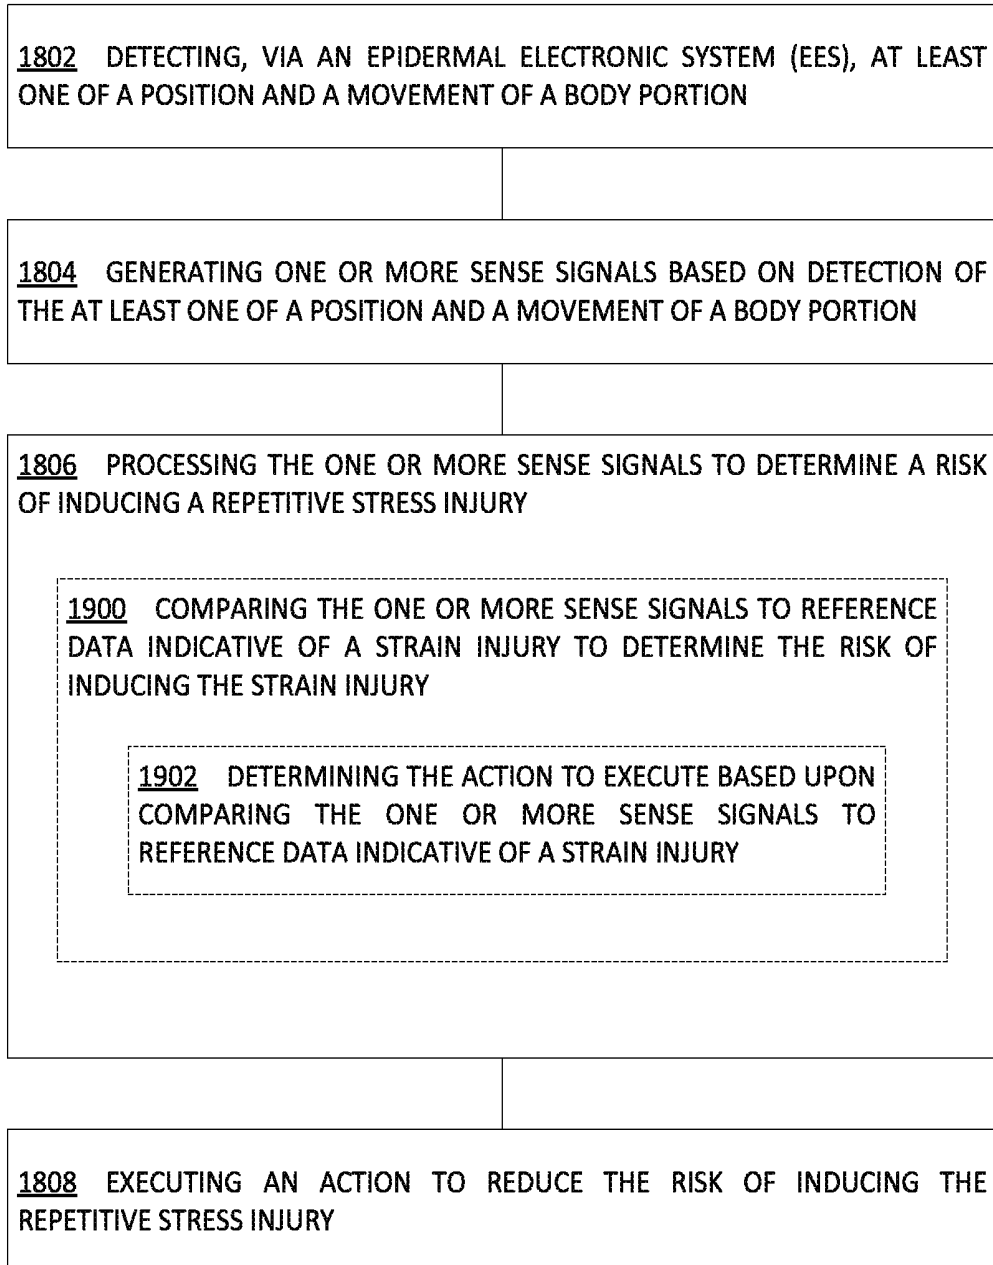 1802 DETECTING, VIA AN EPIDERMAL ELECTRONIC SYSTEM (EES), AT LEAST
ONE OF A POSITION AND A MOVEMENT OF A BODY PORTION
1804 GENERATING ONE OR MORE SENSE SIGNALS BASED ON DETECTION OF
THE AT LEAST ONE OF A POSITION AND A MOVEMENT OF A BODY PORTION
1806 PROCESSING THE ONE OR MORE SENSE SIGNALS TO DETERMINE A RISK
OF INDUCING A REPETITIVE STRESS INJURY
1900 COMPARING THE ONE OR MORE SENSE SIGNALS TO REFERENCE
DATA INDICATIVE OF A STRAIN INJURY TO DETERMINE THE RISK OF
INDUCING THE STRAIN INJURY
1902 DETERMINING THE ACTION TO EXECUTE BASED UPON
COMPARING THE ONE OR MORE SENSE SIGNALS TO
REFERENCE DATA INDICATIVE OF A STRAIN INJURY
1808 EXECUTING AN ACTION TO REDUCE THE RISK OF INDUCING THE
REPETITIVE STRESS INJURY